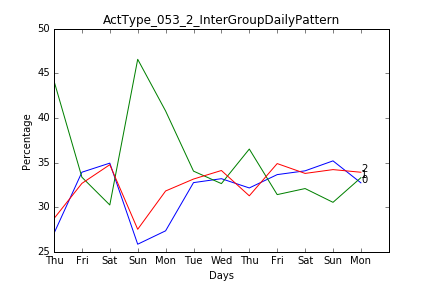 ActType_053_2_InterGroupDailyPattern
50
45
40
35
30
25
Percentage
2
1
0
Thu Fri Sat Sun Mon Tue Wed Thu Fri Sat Sun Mon
Days